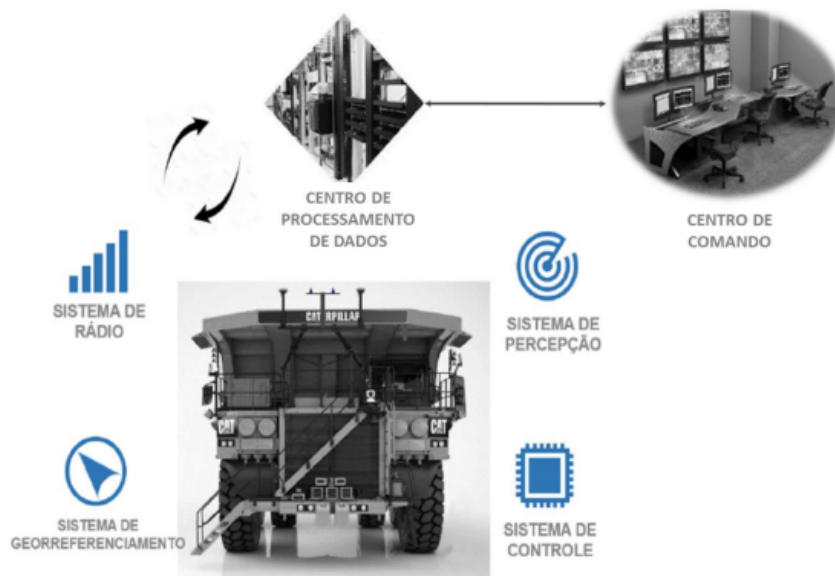 CENTRO DE
PROCESSAMENTO
DE DADOS
CENTRO DE
COMANDO
SISTEMA DE
RÁDIO
SISTEMA DE
PERCEPÇÃO
CATERPILLAR
CAT
CAT
SISTEMA DE
GEORREFERENCIAMENTO
SISTEMA DE
CONTROLE